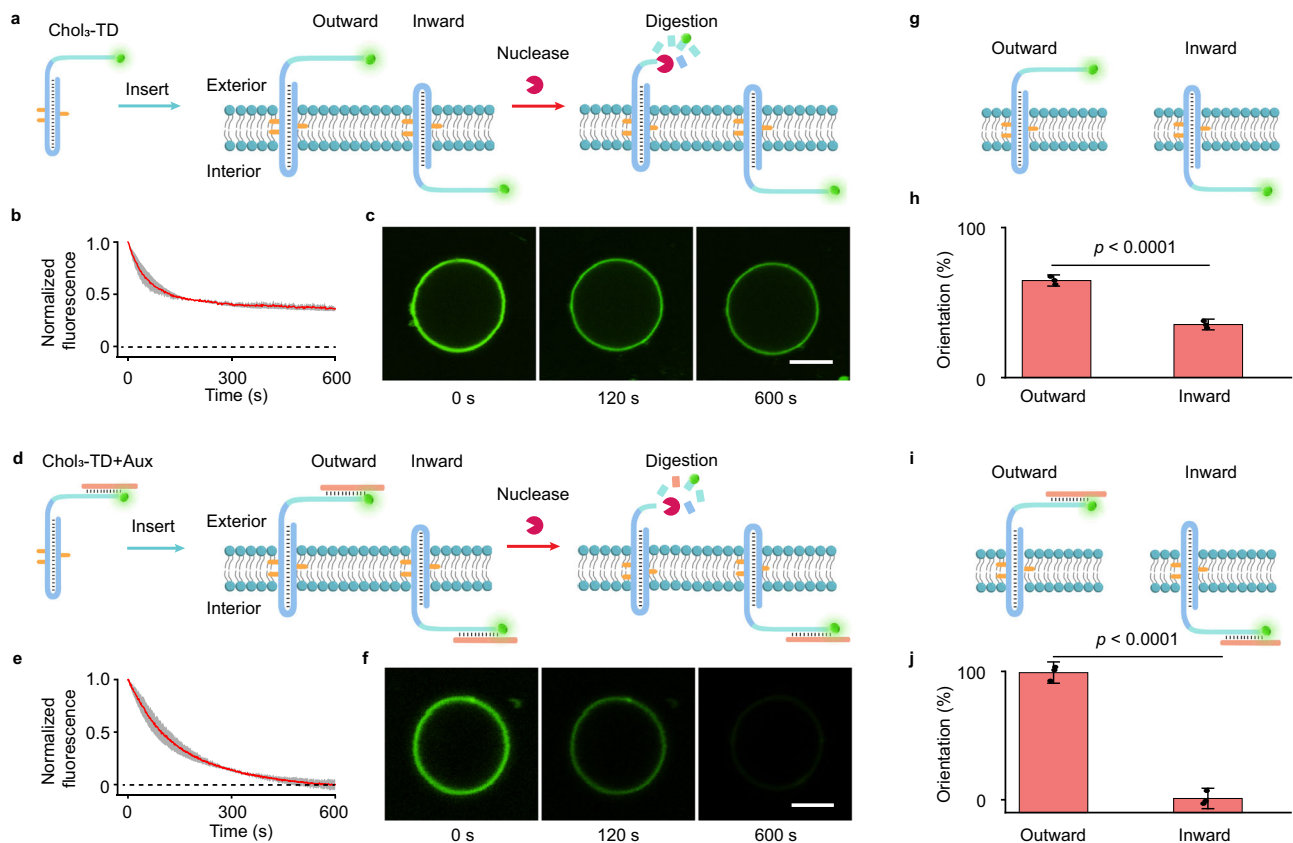 a
Chol₃-TD
Insert
Outward
Inward
Exterior
Interior
Nuclease
Digestion
b
Normalized
fluorescence
1.0
0.5
0
0
300
600
Time (s)
c
0 s
120 s
600 s
d
Chol₃-TD+Aux
Insert
Outward
Inward
Exterior
Interior
Nuclease
Digestion
e
Normalized
fluorescence
1.0
0.5
0
0
300
600
Time (s)
f
0 s
120 s
600 s
g
Outward
Inward
h
Orientation (%)
100
0
p < 0.0001
Outward
Inward
i
Outward
Inward
j
Orientation (%)
100
0
p < 0.0001
Outward
Inward